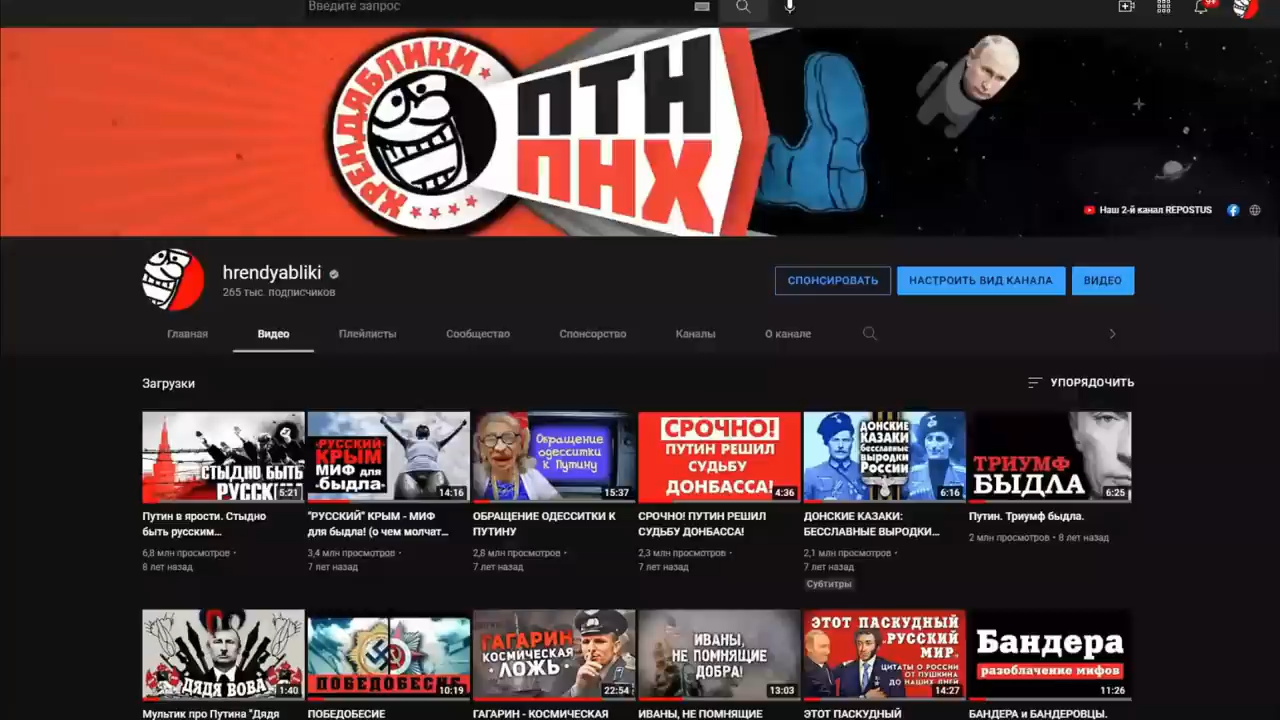 Введите запрос
9+
ХРЕНДЯБЛИКИ
ПТН
ПНХ
Наш 2-й канал REPOSTUS
hrendyabliki
265 тыс. подписчиков
СПОНСИРОВАТЬ
НАСТРОИТЬ ВИД КАНАЛА
ВИДЕО
Главная
Видео
Плейлисты
Сообщество
Спонсорство
Каналы
О канале
Загрузки
УПОРЯДОЧИТЬ
СТЫДНО БЫТЬ
РУССК
5:21
Путин в ярости. Стыдно
быть русским...
6,8 млн просмотров •
8 лет назад
"РУССКИЙ"
КРЫМ
МИФ для
быдла
14:16
"РУССКИЙ" КРЫМ - МИФ
для быдла! (о чем молчат...
3,4 млн просмотров •
7 лет назад
Обращение
одесситки
к Путину
15:37
ОБРАЩЕНИЕ ОДЕССИТКИ К
ПУТИНУ
2,8 млн просмотров •
7 лет назад
СРОЧНО!
ПУТИН РЕШИЛ
СУДЬБУ
ДОНБАССА!
4:36
СРОЧНО! ПУТИН РЕШИЛ
СУДЬБУ ДОНБАССА!
2,3 млн просмотров •
7 лет назад
ДОНСКИЕ
КАЗАКИ
бесславные
выродки
России
6:16
ДОНСКИЕ КАЗАКИ:
БЕССЛАВНЫЕ ВЫРОДКИ...
2,1 млн просмотров •
7 лет назад
Субтитры
ТРИУМФ
БЫДЛА
6:25
Путин. Триумф быдла.
2 млн просмотров • 8 лет назад
ДЯДЯ ВОВА
1:40
Мультик про Путина "Дядя
ПОБЕДОБЕСИЕ
10:19
ПОБЕДОБЕСИЕ
ГАГАРИН
КОСМИЧЕСКАЯ
ЛОЖЬ
22:54
ГАГАРИН - КОСМИЧЕСКАЯ
ИВАНЫ,
НЕ ПОМНЯЩИЕ
ДОБРА!
13:03
ИВАНЫ, НЕ ПОМНЯЩИЕ
ЭТОТ ПАСКУДНЫЙ
"РУССКИЙ
МИР"
ЦИТАТЫ О РОССИИ
ОТ ПУШКИНА
ДО НАШИХ ДНЕЙ
14:27
ЭТОТ ПАСКУДНЫЙ
Бандера
разоблачение мифов
11:26
БАНДЕРА и БАНДЕРОВЦЫ.